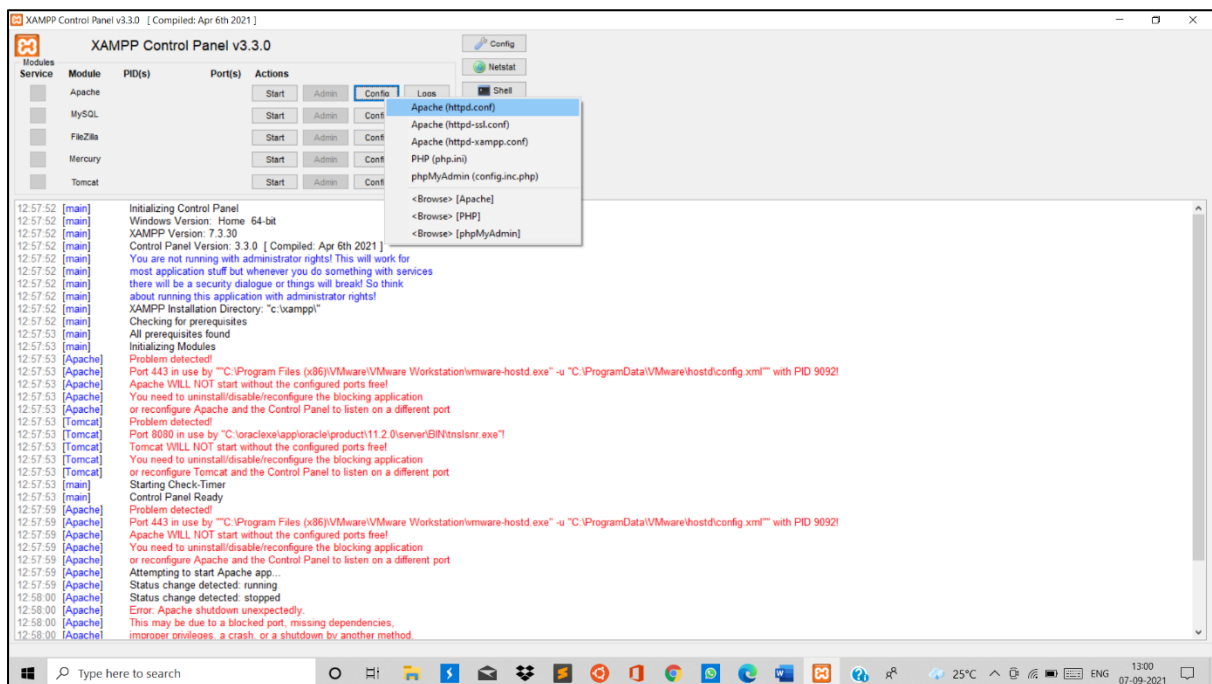 XAMPP Control Panel v3.3.0 [ Compiled: Apr 6th 2021 ]
XAMPP Control Panel v3.3.0
Config
Modules
Service Module PID(s) Port(s) Actions
Netstat
Apache Start Admin Config Logs
Shell
MySQL Start Admin Confi
FileZilla Start Admin Confi
Mercury Start Admin Confi
Tomcat Start Admin Confi
Apache (httpd.conf)
Apache (httpd-ssl.conf)
Apache (httpd-xampp.conf)
PHP (php.ini)
phpMyAdmin (config.inc.php)
<Browse> [Apache]
<Browse> [PHP]
<Browse> [phpMyAdmin]
12:57:52 [main] Initializing Control Panel
12:57:52 [main] Windows Version: Home 64-bit
12:57:52 [main] XAMPP Version: 7.3.30
12:57:52 [main] Control Panel Version: 3.3.0 [ Compiled: Apr 6th 2021 ]
12:57:52 [main] You are not running with administrator rights! This will work for
12:57:52 [main] most application stuff but whenever you do something with services
12:57:52 [main] there will be a security dialogue or things will break! So think
12:57:52 [main] about running this application with administrator rights!
12:57:52 [main] XAMPP Installation Directory: "c:\xampp\"
12:57:52 [main] Checking for prerequisites
12:57:53 [main] All prerequisites found
12:57:53 [main] Initializing Modules
12:57:53 [Apache] Problem detected!
12:57:53 [Apache] Port 443 in use by ""C:\Program Files (x86)\VMware\VMware Workstation\vmware-hostd.exe" -u "C:\ProgramData\VMware\hostd\config.xml"" with PID 9092!
12:57:53 [Apache] Apache WILL NOT start without the configured ports free!
12:57:53 [Apache] You need to uninstall/disable/reconfigure the blocking application
12:57:53 [Apache] or reconfigure Apache and the Control Panel to listen on a different port
12:57:53 [Tomcat] Problem detected!
12:57:53 [Tomcat] Port 8080 in use by "C:\oraclexe\app\oracle\product\11.2.0\server\BIN\tnslsnr.exe"!
12:57:53 [Tomcat] Tomcat WILL NOT start without the configured ports free!
12:57:53 [Tomcat] You need to uninstall/disable/reconfigure the blocking application
12:57:53 [Tomcat] or reconfigure Tomcat and the Control Panel to listen on a different port
12:57:53 [main] Starting Check-Timer
12:57:53 [main] Control Panel Ready
12:57:59 [Apache] Problem detected!
12:57:59 [Apache] Port 443 in use by ""C:\Program Files (x86)\VMware\VMware Workstation\vmware-hostd.exe" -u "C:\ProgramData\VMware\hostd\config.xml"" with PID 9092!
12:57:59 [Apache] Apache WILL NOT start without the configured ports free!
12:57:59 [Apache] You need to uninstall/disable/reconfigure the blocking application
12:57:59 [Apache] or reconfigure Apache and the Control Panel to listen on a different port
12:57:59 [Apache] Attempting to start Apache app...
12:57:59 [Apache] Status change detected: running
12:58:00 [Apache] Status change detected: stopped
12:58:00 [Apache] Error: Apache shutdown unexpectedly.
12:58:00 [Apache] This may be due to a blocked port, missing dependencies,
12:58:00 [Apache] improper privileges, a crash, or a shutdown by another method.
Type here to search
25°C
ENG
13:00
07-09-2021